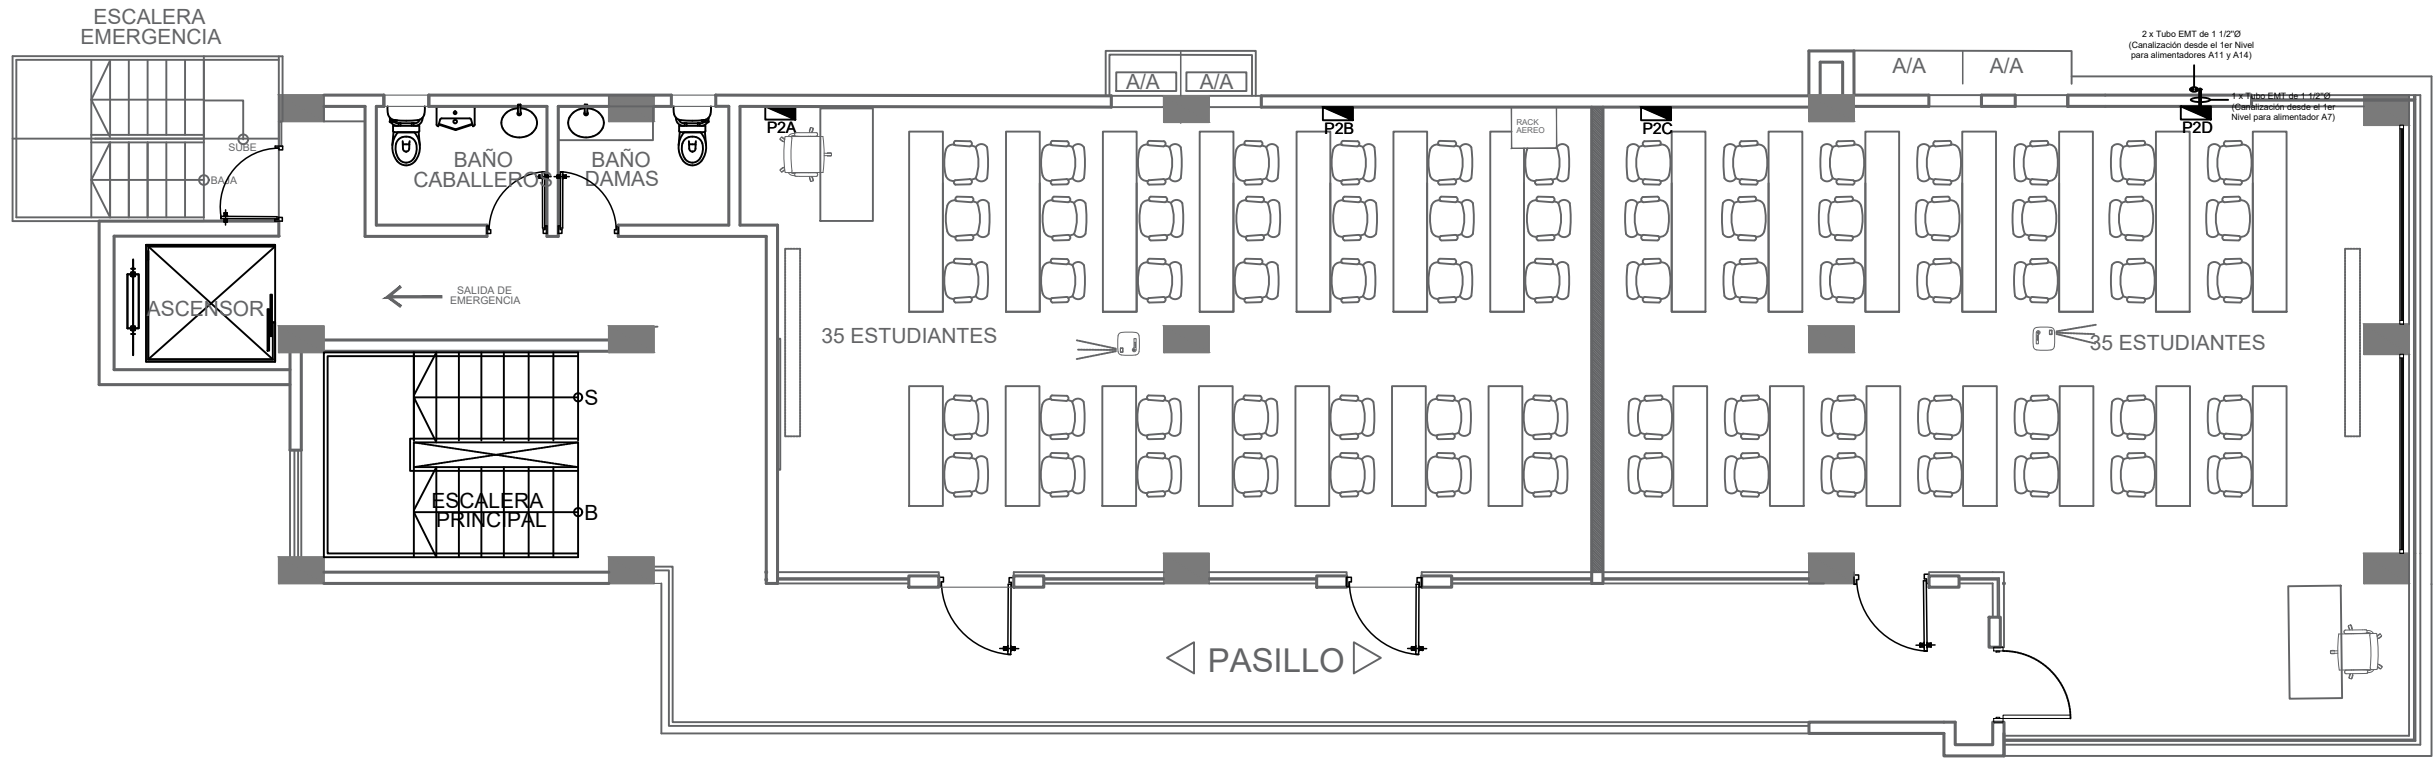 ESCALERA
EMERGENCIA
SUBE
BAJA
BAÑO
CABALLEROS
BAÑO
DAMAS
ASCENSOR
SALIDA DE
EMERGENCIA
S
ESCALERA
PRINCIPAL
B
P2A
A/A
A/A
P2B
RACK
AEREO
35 ESTUDIANTES
P2C
A/A
A/A
2 x Tubo EMT de 1 1/2"Ø
(Canalización desde el 1er Nivel
para alimentadores A11 y A14)
1 x Tubo EMT de 1 1/2"Ø
(Canalización desde el 1er
Nivel para alimentador A7)
P2D
35 ESTUDIANTES
PASILLO